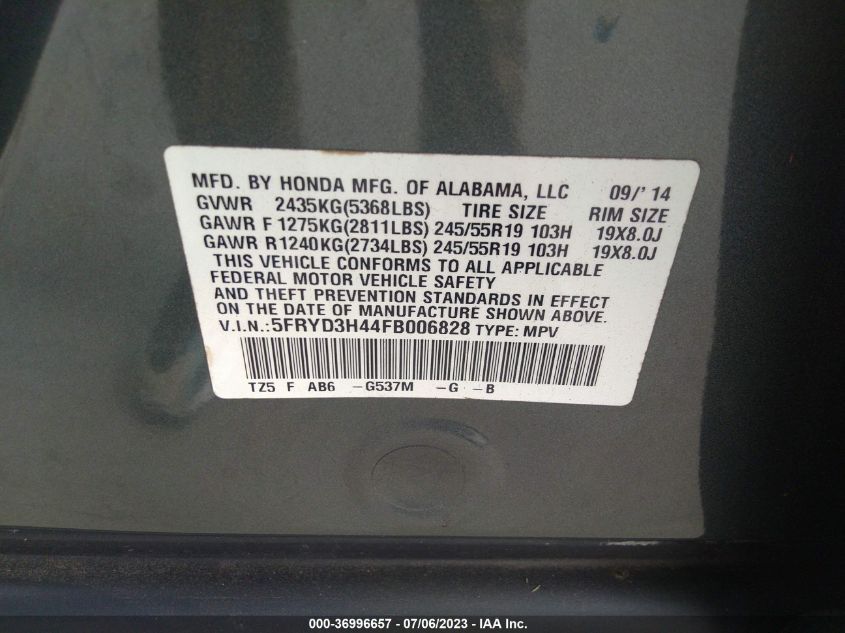 MFD. BY HONDA MFG. OF ALABAMA, LLC 09/' 14
GVWR 2435KG(5368LBS) TIRE SIZE RIM SIZE
GAWR F 1275KG(2811LBS) 245/55R19 103H 19X8.0J
GAWR R1240KG(2734LBS) 245/55R19 103H 19X8.0J
THIS VEHICLE CONFORMS TO ALL APPLICABLE
FEDERAL MOTOR VEHICLE SAFETY
AND THEFT PREVENTION STANDARDS IN EFFECT
ON THE DATE OF MANUFACTURE SHOWN ABOVE.
V.I.N.:5FRYD3H44FB006828 TYPE: MPV
TZ5 F AB6 -G537M -G -B
000-36996657 - 07/06/2023 - IAA Inc.